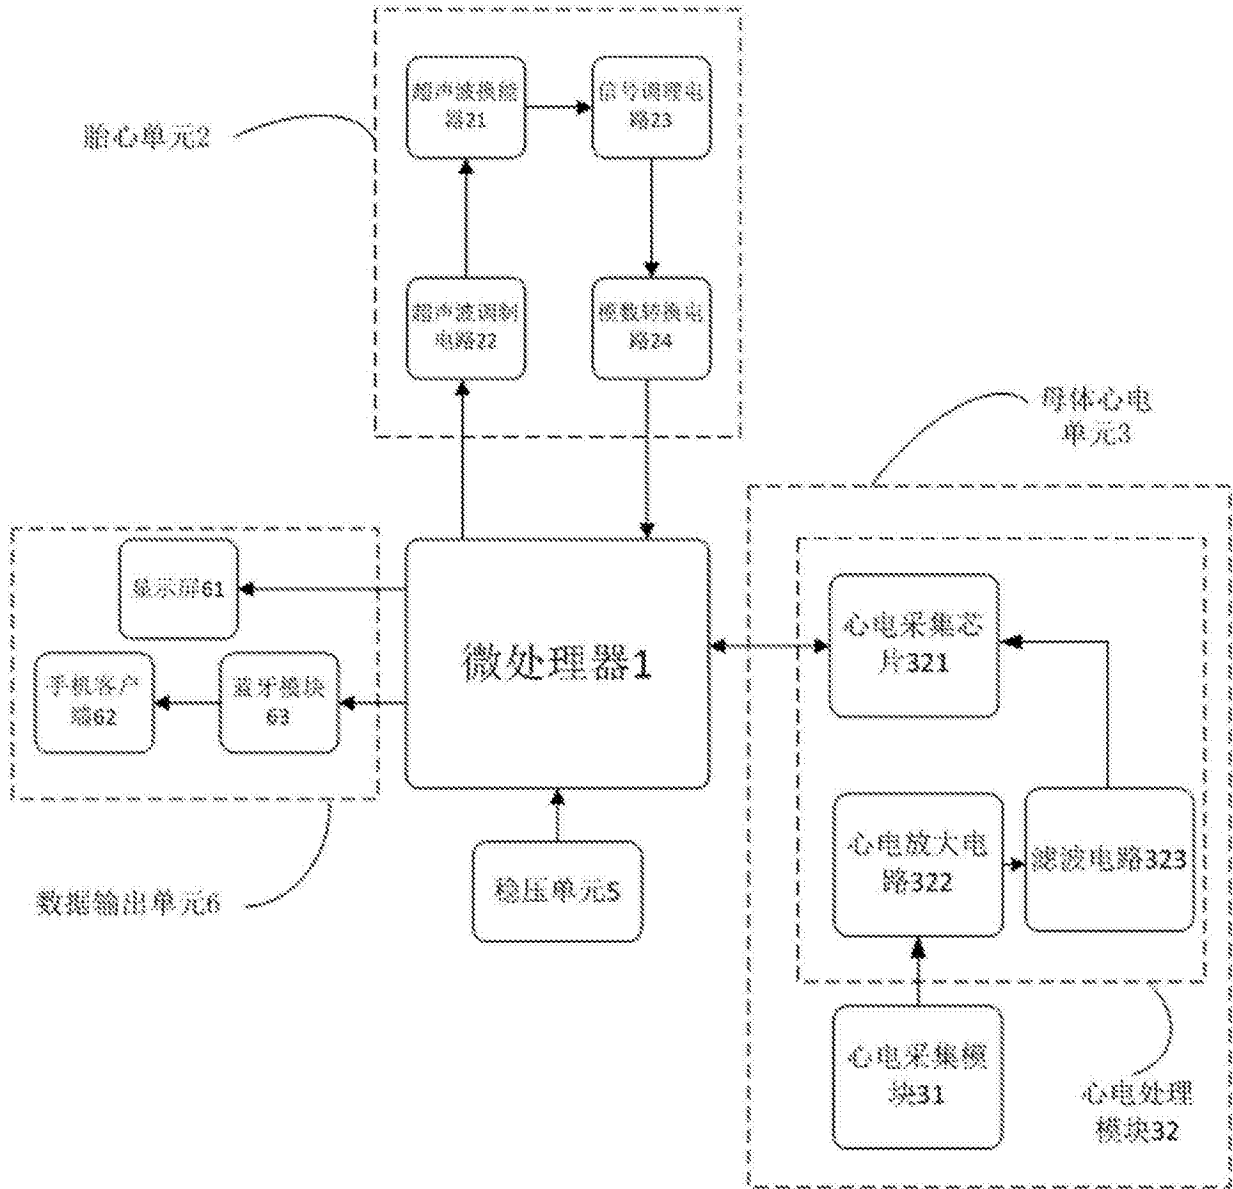 超声波换能
器21
信号调理电
路23
胎心单元2
超声波调制
电路22
模数转换电
路24
母体心电
单元3
显示屏61
手机客户
端62
蓝牙模块
63
微处理器1
心电采集芯
片321
心电放大电
路322
滤波电路323
稳压单元5
数据输出单元6
心电采集模
块31
心电处理
模块32